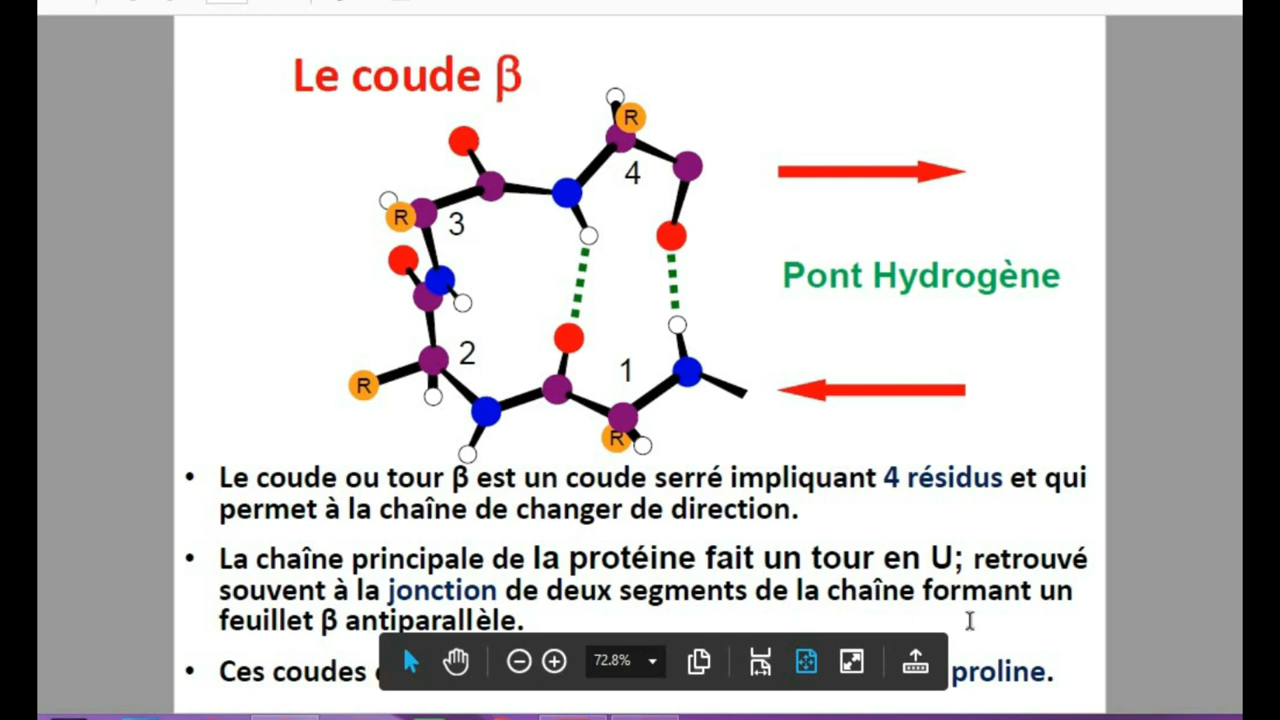 Le coude β
R
4
R
3
Pont Hydrogène
2
1
R
R
• Le coude ou tour β est un coude serré impliquant 4 résidus et qui
permet à la chaîne de changer de direction.
• La chaîne principale de la protéine fait un tour en U; retrouvé
souvent à la jonction de deux segments de la chaîne formant un
feuillet β antiparallèle.
• Ces coudes
proline.
72.8%